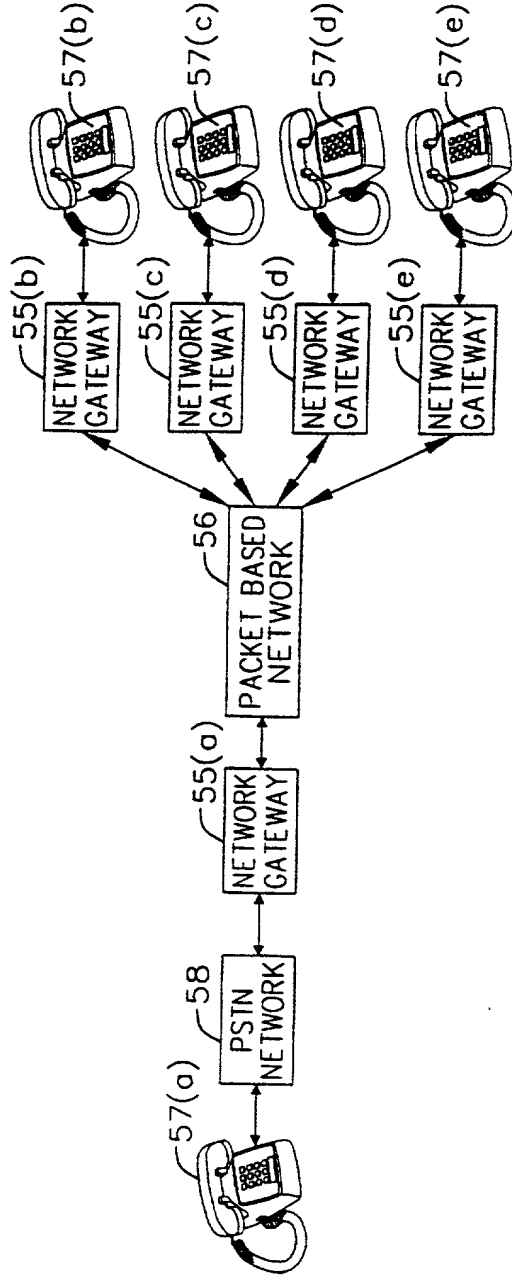 57(a)
58
PSTN
NETWORK
55(a)
NETWORK
GATEWAY
56
PACKET BASED
NETWORK
55(b)
NETWORK
GATEWAY
57(b)
55(c)
NETWORK
GATEWAY
57(c)
55(d)
NETWORK
GATEWAY
57(d)
55(e)
NETWORK
GATEWAY
57(e)